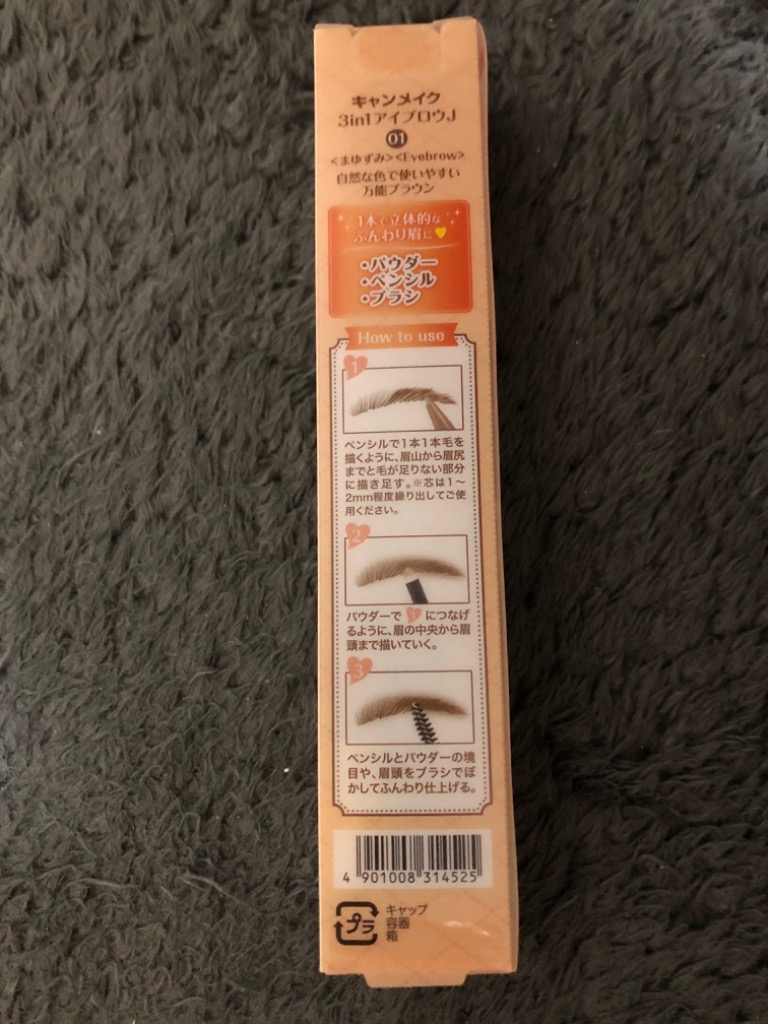 キャンメイク
3in1アイブロウJ
01
<まゆずみ><Eyebrow>
自然な色で使いやすい
万能ブラウン
1本で立体的な
ふんわり眉に
・パウダー
・ペンシル
・ブラシ
How to use
1
ペンシルで1本1本毛を
描くように、眉山から眉尻
までと毛が足りない部分
に描き足す。※芯は1~
2mm程度繰り出してご使
用ください。
2
パウダーで 1 につなげ
るように、眉の中央から眉
頭まで描いていく。
3
ペンシルとパウダーの境
目や、眉頭をブラシでぼ
かしてふんわり仕上げる。
4 901008 314525
プラ
キャップ
容器
箱